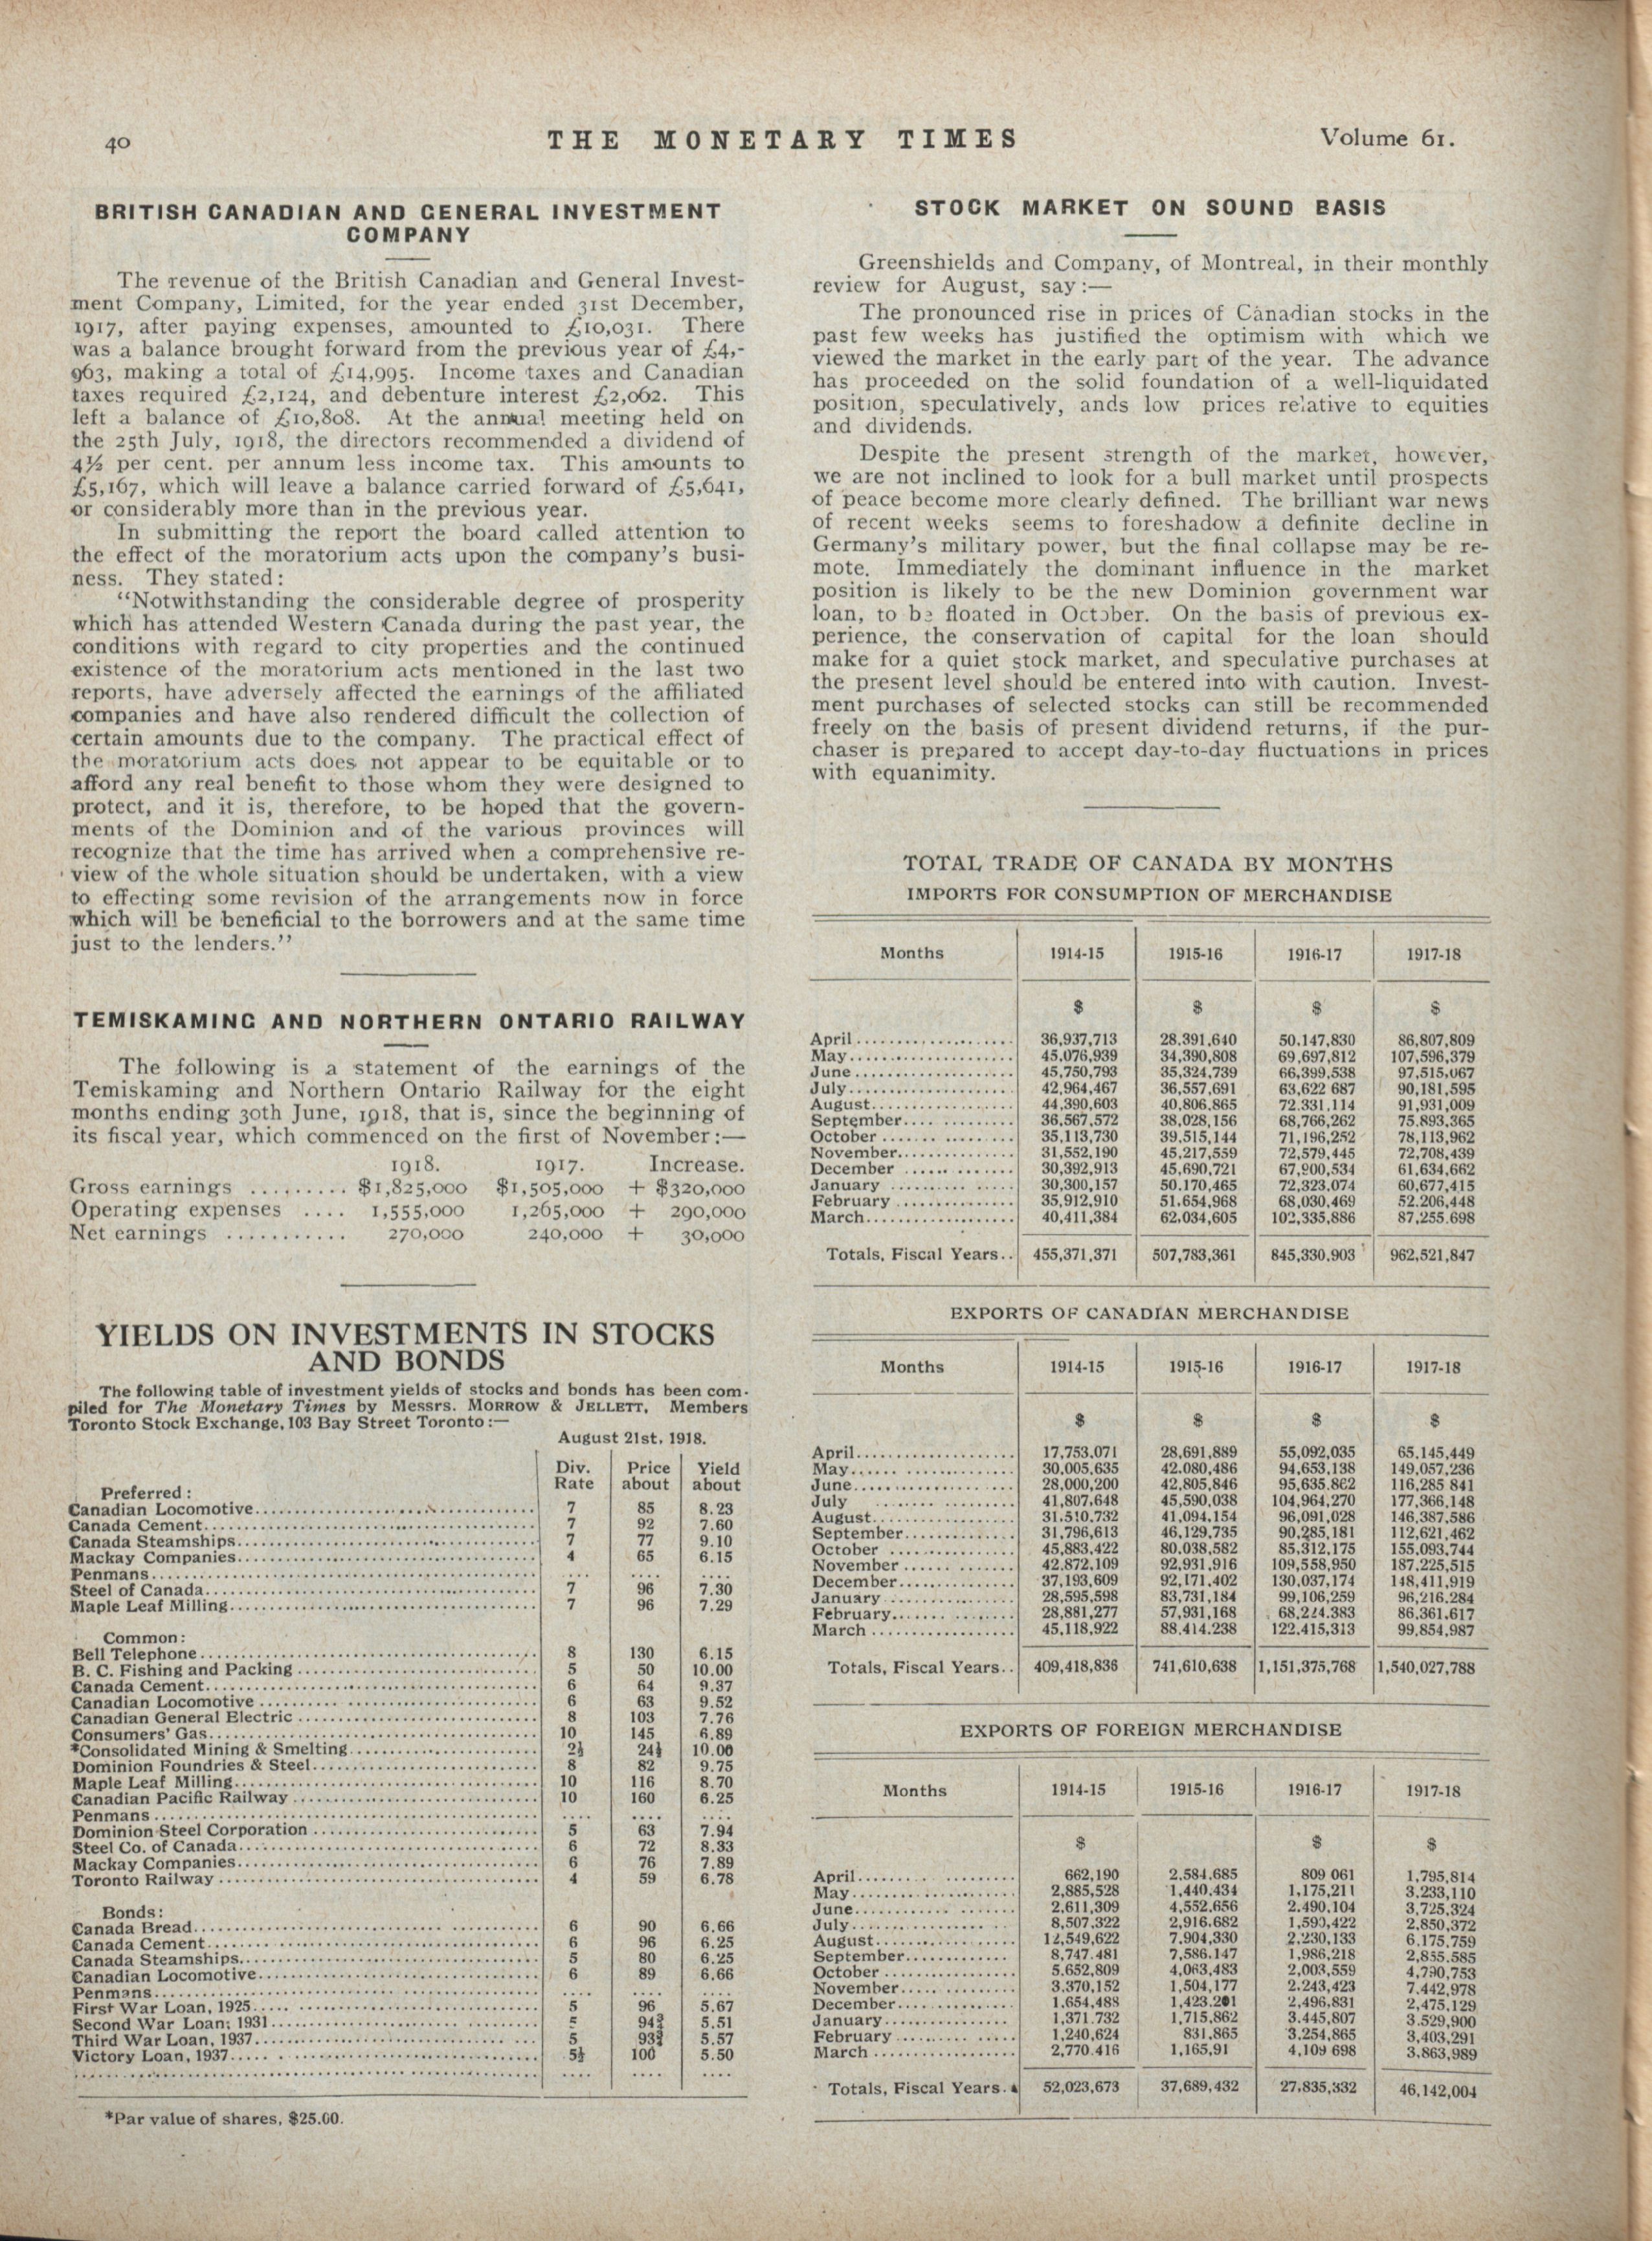 40
THE MONETARY TIMES
Volume 61.
BRITISH CANADIAN AND GENERAL INVESTMENT
COMPANY
The revenue of the British Canadian and General Invest-
ment Company, Limited, for the year ended 31st December,
1917, after paying expenses, amounted to £10,031. There
was a balance brought forward from the previous year of £4,-
963, making a total of £14,995. Income taxes and Canadian
taxes required £2,124, and debenture interest £2,062. This
left a balance of £10,808. At the annual meeting held on
the 25th July, 1918, the directors recommended a dividend of
4½ per cent. per annum less income tax. This amounts to
£5,167, which will leave a balance carried forward of £5,641,
or considerably more than in the previous year.
In submitting the report the board called attention to
the effect of the moratorium acts upon the company's busi-
ness. They stated:
"Notwithstanding the considerable degree of prosperity
which has attended Western Canada during the past year, the
conditions with regard to city properties and the continued
existence of the moratorium acts mentioned in the last two
reports, have adversely affected the earnings of the affiliated
companies and have also rendered difficult the collection of
certain amounts due to the company. The practical effect of
the moratorium acts does not appear to be equitable or to
afford any real benefit to those whom they were designed to
protect, and it is, therefore, to be hoped that the govern-
ments of the Dominion and of the various provinces will
recognize that the time has arrived when a comprehensive re-
view of the whole situation should be undertaken, with a view
to effecting some revision of the arrangements now in force
which will be beneficial to the borrowers and at the same time
just to the lenders."
TEMISKAMING AND NORTHERN ONTARIO RAILWAY
The following is a statement of the earnings of the
Temiskaming and Northern Ontario Railway for the eight
months ending 30th June, 1918, that is, since the beginning of
its fiscal year, which commenced on the first of November:—
1918. 1917. Increase.
Gross earnings ......... $1,825,000 $1,505,000 + $320,000
Operating expenses .... 1,555,000 1,265,000 + 290,000
Net earnings ........... 270,000 240,000 + 30,000
YIELDS ON INVESTMENTS IN STOCKS
AND BONDS
The following table of investment yields of stocks and bonds has been com-
piled for The Monetary Times by Messrs. MORROW & JELLETT, Members
Toronto Stock Exchange, 103 Bay Street Toronto:—
August 21st, 1918.
Div. Price Yield
Rate about about
Preferred:
Canadian Locomotive 7 85 8.23
Canada Cement 7 92 7.60
Canada Steamships 7 77 9.10
Mackay Companies 4 65 6.15
Penmans .... .... ....
Steel of Canada 7 96 7.30
Maple Leaf Milling 7 96 7.29
Common:
Bell Telephone 8 130 6.15
B. C. Fishing and Packing 5 50 10.00
Canada Cement 6 64 9.37
Canadian Locomotive 6 63 9.52
Canadian General Electric 8 103 7.76
Consumers' Gas 10 145 6.89
*Consolidated Mining & Smelting 2½ 24½ 10.00
Dominion Foundries & Steel 8 82 9.75
Maple Leaf Milling 10 116 8.70
Canadian Pacific Railway 10 160 6.25
Penmans .... .... ....
Dominion Steel Corporation 5 63 7.94
Steel Co. of Canada 6 72 8.33
Mackay Companies 6 76 7.89
Toronto Railway 4 59 6.78
Bonds:
Canada Bread 6 90 6.66
Canada Cement 6 96 6.25
Canada Steamships 5 80 6.25
Canadian Locomotive 6 89 6.66
Penmans .... .... ....
First War Loan, 1925 5 96 5.67
Second War Loan, 1931 5.51
Third War Loan, 1937 5 5.57
Victory Loan, 1937 5½ 100 5.50
*Par value of shares, $25.00.
STOCK MARKET ON SOUND BASIS
Greenshields and Company, of Montreal, in their monthly
review for August, say:—
The pronounced rise in prices of Canadian stocks in the
past few weeks has justified the optimism with which we
viewed the market in the early part of the year. The advance
has proceeded on the solid foundation of a well-liquidated
position, speculatively, ands low prices relative to equities
and dividends.
Despite the present strength of the market, however,
we are not inclined to look for a bull market until prospects
of peace become more clearly defined. The brilliant war news
of recent weeks seems to foreshadow a definite decline in
Germany's military power, but the final collapse may be re-
mote. Immediately the dominant influence in the market
position is likely to be the new Dominion government war
loan, to be floated in October. On the basis of previous ex-
perience, the conservation of capital for the loan should
make for a quiet stock market, and speculative purchases at
the present level should be entered into with caution. Invest-
ment purchases of selected stocks can still be recommended
freely on the basis of present dividend returns, if the pur-
chaser is prepared to accept day-to-day fluctuations in prices
with equanimity.
TOTAL TRADE OF CANADA BY MONTHS
IMPORTS FOR CONSUMPTION OF MERCHANDISE
Months 1914-15 1915-16 1916-17 1917-18
$ $ $ $
April 36,937,713 28,391,640 50,147,830 86,807,809
May 45,076,939 34,390,808 69,697,812 107,596,379
June 45,750,793 35,324,739 66,399,538 97,515,067
July 42,964,467 36,557,691 63,622 687 90,181,595
August 44,390,603 40,806,865 72,331,114 91,931,009
September 36,567,572 38,028,156 68,766,262 75,893,365
October 35,113,730 39,515,144 71,196,252 78,113,962
November 31,552,190 45,217,559 72,579,445 72,708,439
December 30,392,913 45,690,721 67,900,534 61,634,662
January 30,300,157 50,170,465 72,323,074 60,677,415
February 35,912,910 51,654,968 68,030,469 52,206,448
March 40,411,384 62,034,605 102,335,886 87,255,698
Totals, Fiscal Years.. 455,371,371 507,783,361 845,330,903 962,521,847
EXPORTS OF CANADIAN MERCHANDISE
Months 1914-15 1915-16 1916-17 1917-18
$ $ $ $
April 17,753,071 28,691,889 55,092,035 65,145,449
May 30,005,635 42,080,486 94,653,138 149,057,236
June 28,000,200 42,805,846 95,635,862 116,285 841
July 41,807,648 45,590,038 104,964,270 177,366,148
August 31,510,732 41,094,154 96,091,028 146,387,586
September 31,796,613 46,129,735 90,285,181 112,621,462
October 45,883,422 80,038,582 85,312,175 155,093,744
November 42,872,109 92,931,916 109,558,950 187,225,515
December 37,193,609 92,171,402 130,037,174 148,411,919
January 28,595,598 83,731,184 99,106,259 96,216,284
February 28,881,277 57,931,168 68,224,383 86,361,617
March 45,118,922 88,414,238 122,415,313 99,854,987
Totals, Fiscal Years.. 409,418,836 741,610,638 1,151,375,768 1,540,027,788
EXPORTS OF FOREIGN MERCHANDISE
Months 1914-15 1915-16 1916-17 1917-18
$ $ $
April 662,190 2,584,685 809 061 1,795,814
May 2,885,528 1,440,434 1,175,211 3,233,110
June 2,611,309 4,552,656 2,490,104 3,725,324
July 8,507,322 2,916,682 1,590,422 2,850,372
August 12,549,622 7,904,330 2,230,133 6,175,759
September 8,747,481 7,586,147 1,986,218 2,855,585
October 5,652,809 4,063,483 2,003,559 4,790,753
November 3,370,152 1,504,177 2,243,423 7,442,978
December 1,654,488 1,423,201 2,496,831 2,475,129
January 1,371,732 1,715,862 3,445,807 3,529,900
February 1,240,624 831,865 3,254,865 3,403,291
March 2,770,416 1,165,91 4,109 698 3,863,989
Totals, Fiscal Years. 52,023,673 37,689,432 27,835,332 46,142,004